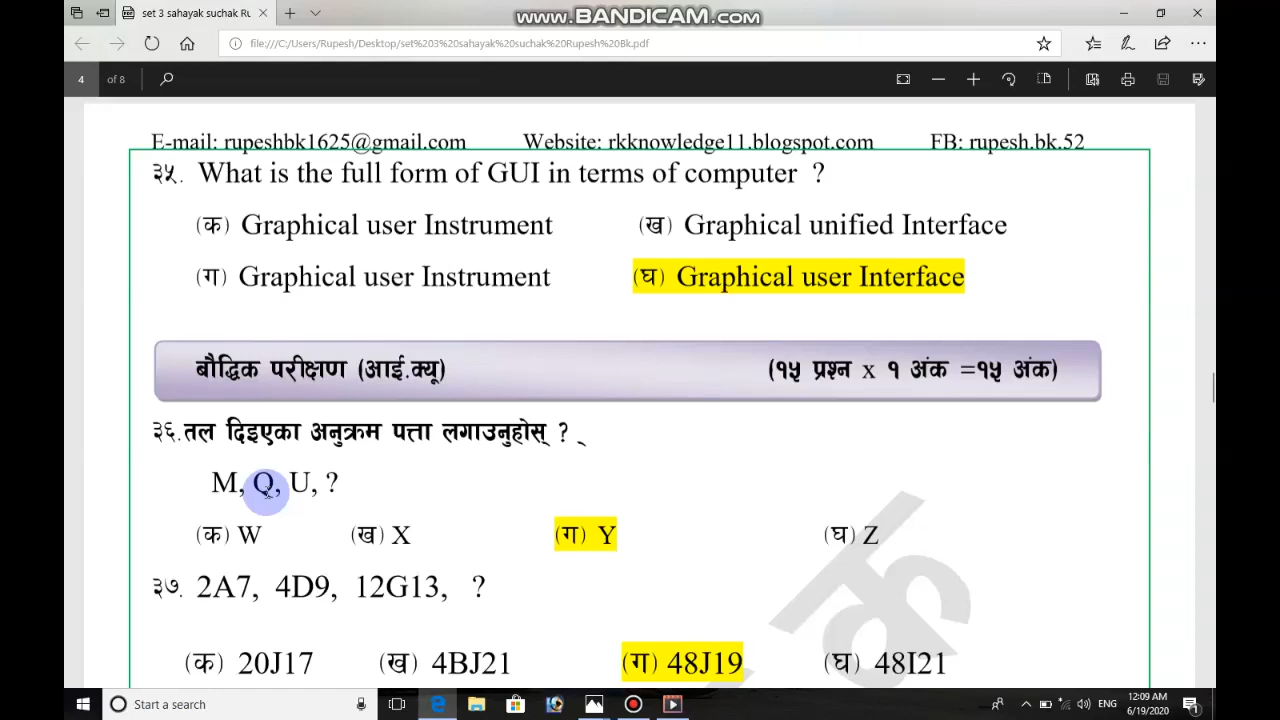 set 3 sahayak suchak Ru
www.BANDICAM.com
file:///C:/Users/Rupesh/Desktop/set%203%20sahayak%20suchak%20Rupesh%20Bk.pdf
4 of 8
E-mail: rupeshbk1625@gmail.com Website: rkknowledge11.blogspot.com FB: rupesh.bk.52
३५. What is the full form of GUI in terms of computer ?
(क) Graphical user Instrument (ख) Graphical unified Interface
(ग) Graphical user Instrument (घ) Graphical user Interface
बौद्धिक परीक्षण (आई.क्यू) (१५ प्रश्न x १ अंक =१५ अंक)
३६.तल दिइएका अनुक्रम पत्ता लगाउनुहोस् ? ्
M, Q, U, ?
(क) W (ख) X (ग) Y (घ) Z
३७. 2A7, 4D9, 12G13, ?
(क) 20J17 (ख) 4BJ21 (ग) 48J19 (घ) 48I21
क
Start a search
ENG
12:09 AM
6/19/2020